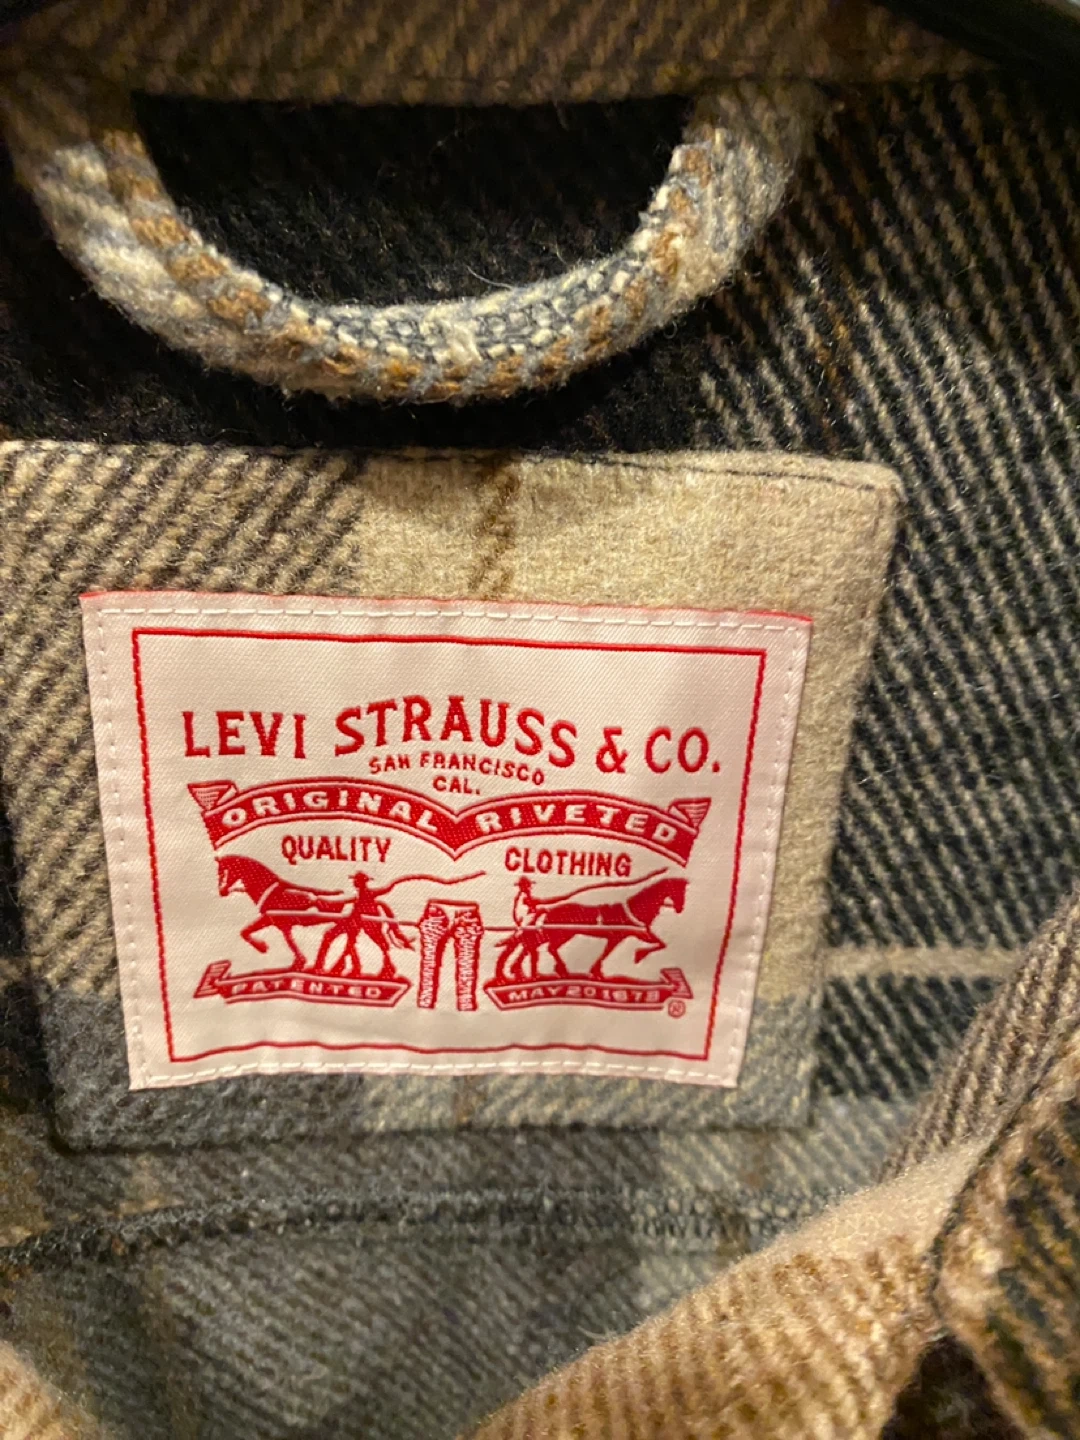 LEVI STRAUSS & CO.
SAN FRANCISCO
CAL.
ORIGINAL RIVETED
QUALITY CLOTHING
PATENTED MAY 20 1873 ®